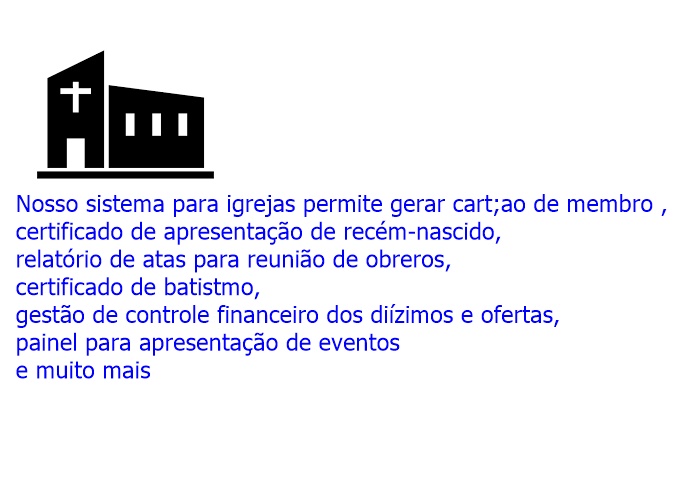 Nosso sistema para igrejas permite gerar cart;ao de membro ,
certificado de apresentação de recém-nascido,
relatório de atas para reunião de obreros,
certificado de batistmo,
gestão de controle financeiro dos diízimos e ofertas,
painel para apresentação de eventos
e muito mais